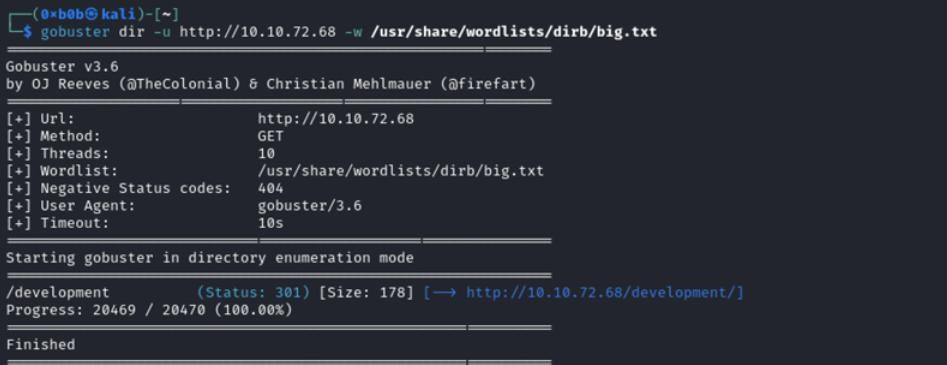 (0×b0b㉿kali)-[~]
$ gobuster dir -u http://10.10.72.68 -w /usr/share/wordlists/dirb/big.txt
Gobuster v3.6
by OJ Reeves (@TheColonial) & Christian Mehlmauer (@firefart)
[+] Url: http://10.10.72.68
[+] Method: GET
[+] Threads: 10
[+] Wordlist: /usr/share/wordlists/dirb/big.txt
[+] Negative Status codes: 404
[+] User Agent: gobuster/3.6
[+] Timeout: 10s
Starting gobuster in directory enumeration mode
/development (Status: 301) [Size: 178] [--> http://10.10.72.68/development/]
Progress: 20469 / 20470 (100.00%)
Finished